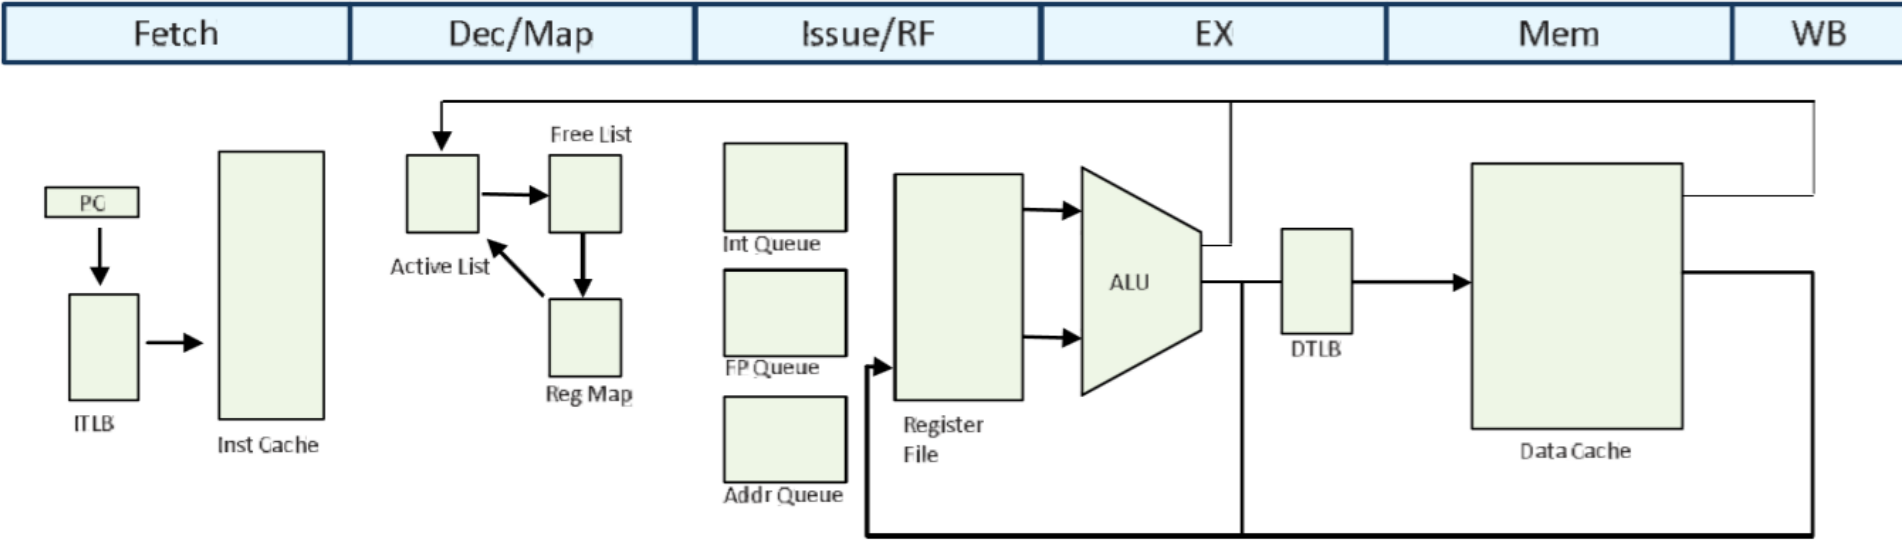 Fetch
Dec/Map
Issue/RF
EX
Mem
WB
PC
ITLB
Inst Cache
Free List
Active List
Reg Map
Int Queue
FP Queue
Addr Queue
Register
File
ALU
DTLB
Data Cache